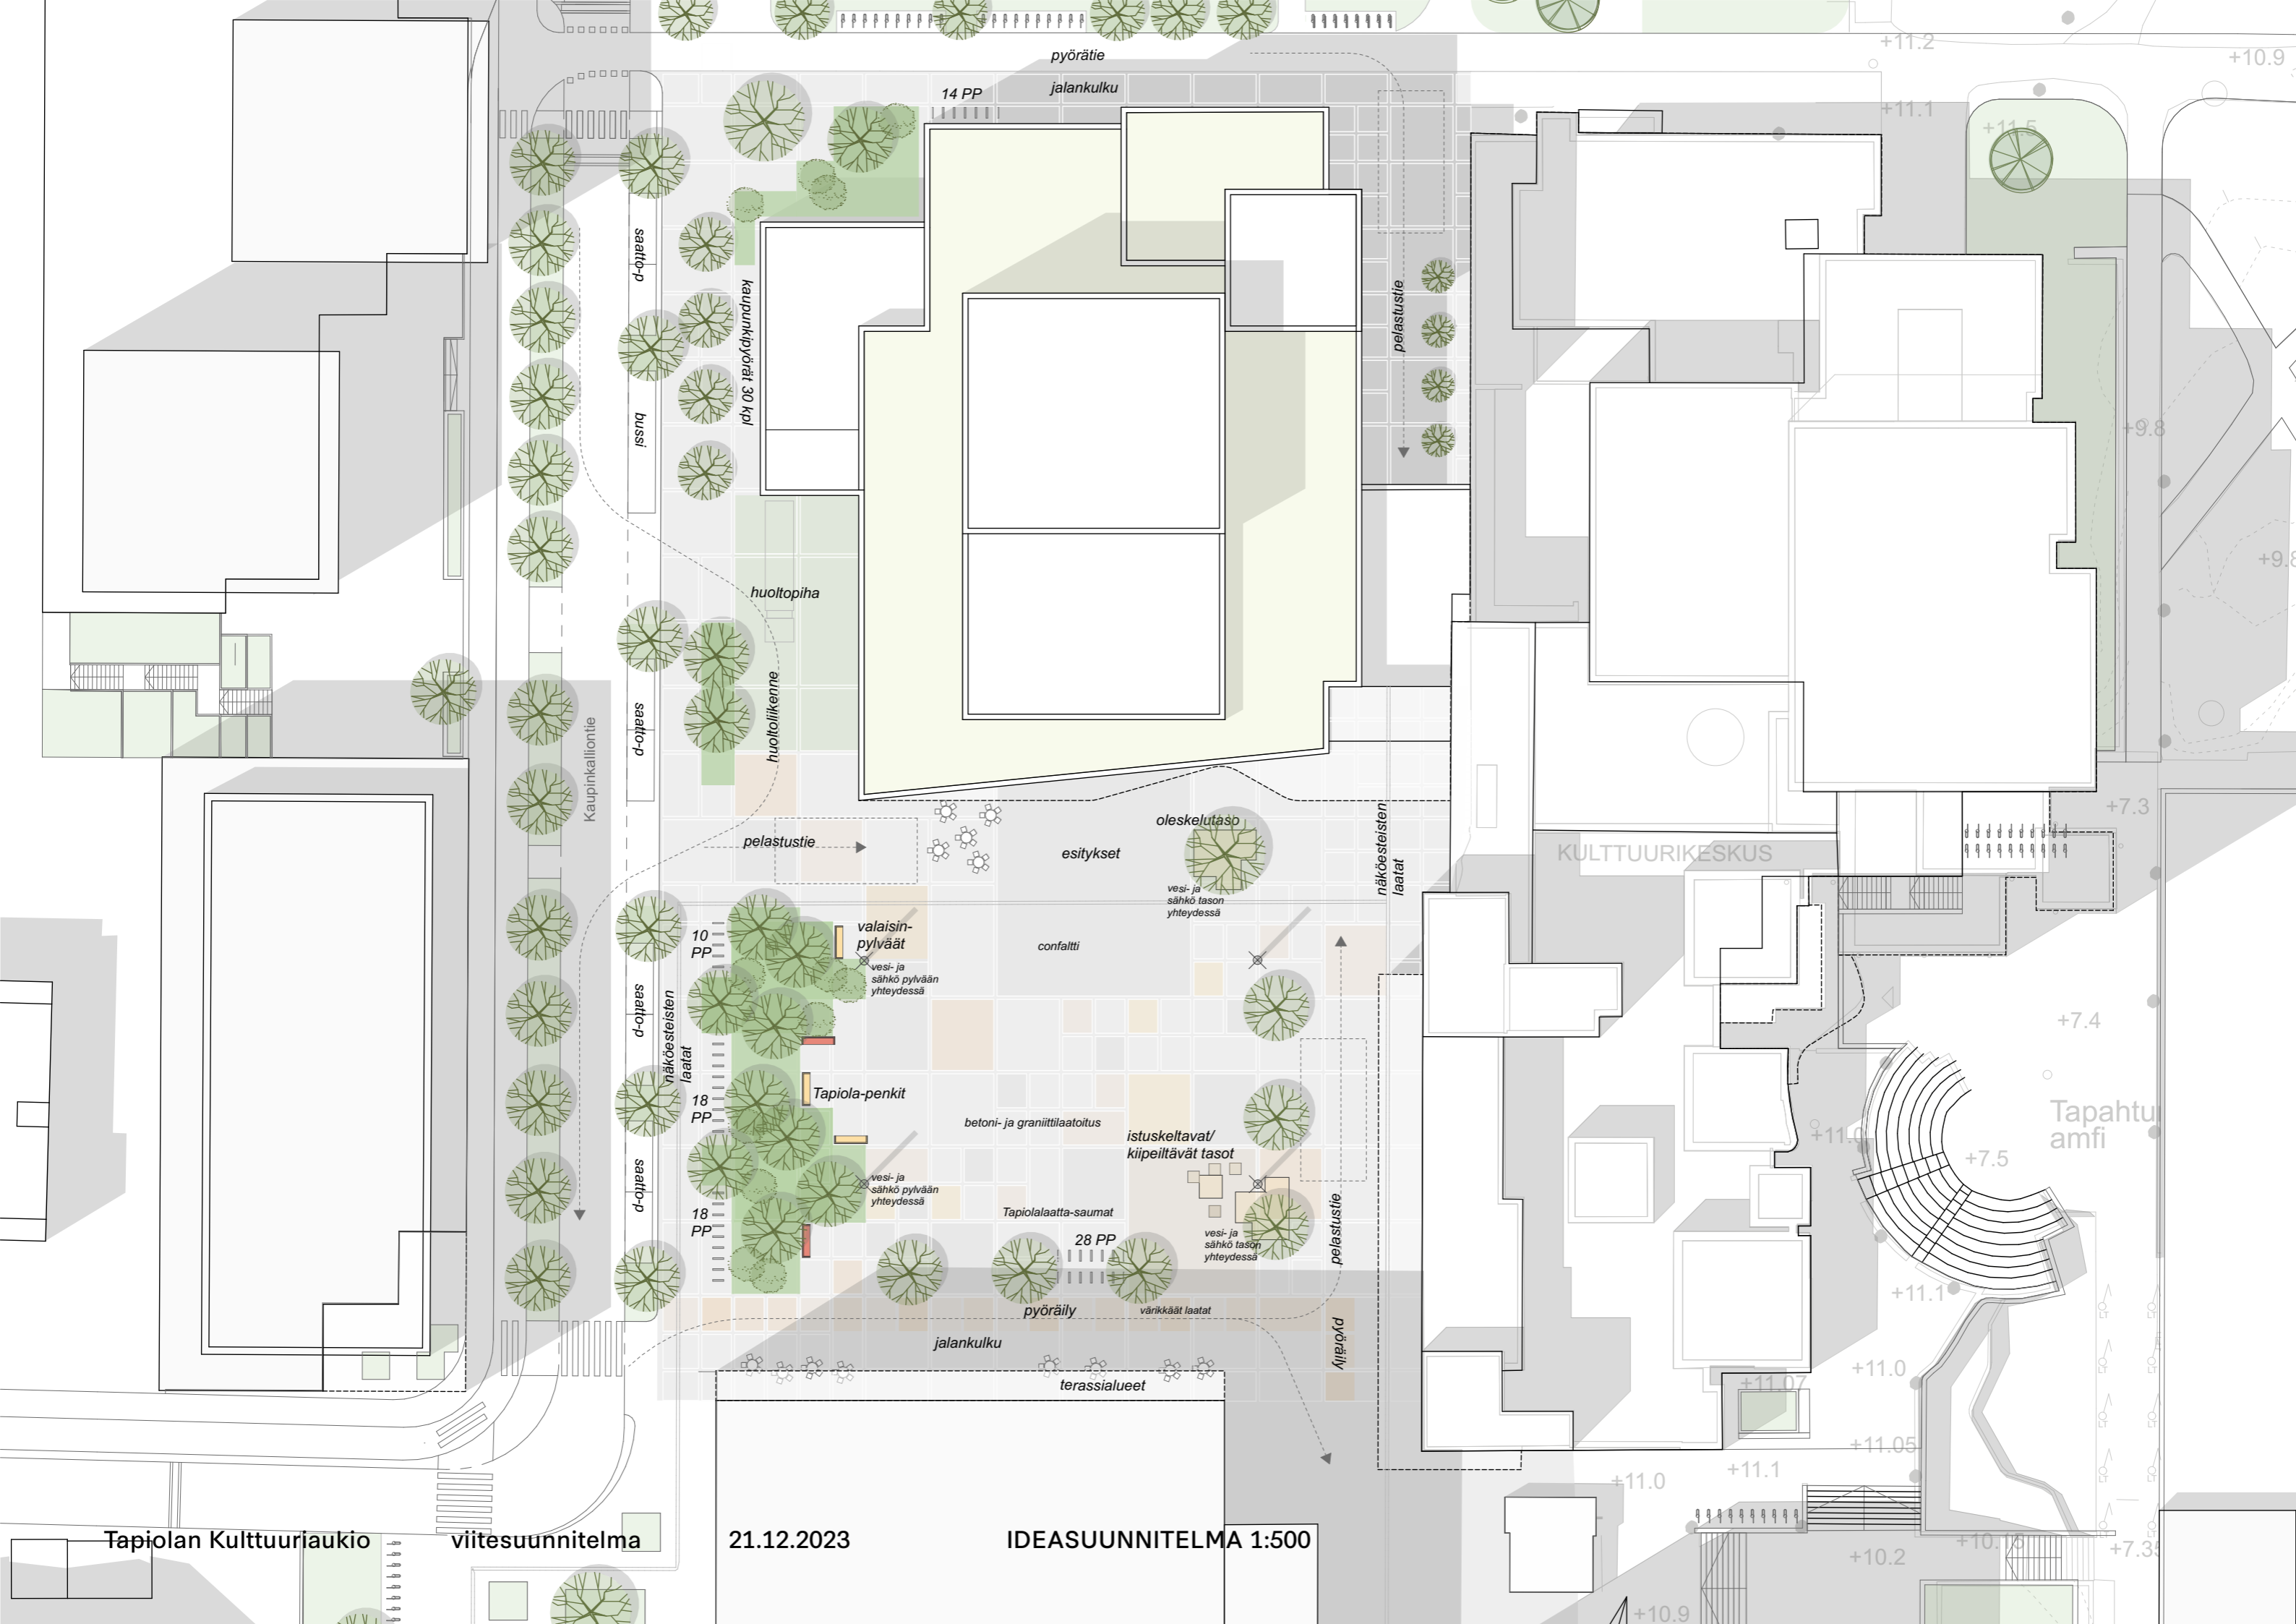 pyörätie
jalankulku
14 PP
+11.2
+10.9
+11.1
+11.5
saatto-p
kaupunkipyörät 30 kpl
pelastustie
bussi
+9.8
huoltopiha
huoltoliikenne
saatto-p
Kaupinkalliontie
+7.3
pelastustie
oleskelutaso
esitykset
näköesteisten
laatat
KULTTUURIKESKUS
vesi- ja
sähkö tason
yhteydessä
10
PP
valaisin-
pylväät
confaltti
vesi- ja
sähkö pylvään
yhteydessä
saatto-p
näköesteisten
laatat
+7.4
18
PP
Tapiola-penkit
betoni- ja graniittilaatoitus
istuskeltavat/
kiipeiltävät tasot
+7.5
amfi
saatto-p
vesi- ja
sähkö pylvään
yhteydessä
18
PP
Tapiolalaatta-saumat
28 PP
vesi- ja
sähkö tason
yhteydessä
pelastustie
+11.1
pyöräily
värikkäät laatat
jalankulku
pyöräily
+11.0
terassialueet
+11.07
+11.05
+11.0
+11.1
Tapiolan Kulttuuriaukio
viitesuunnitelma
21.12.2023
IDEASUUNNITELMA 1:500
+10.2
+10.15
+10.9